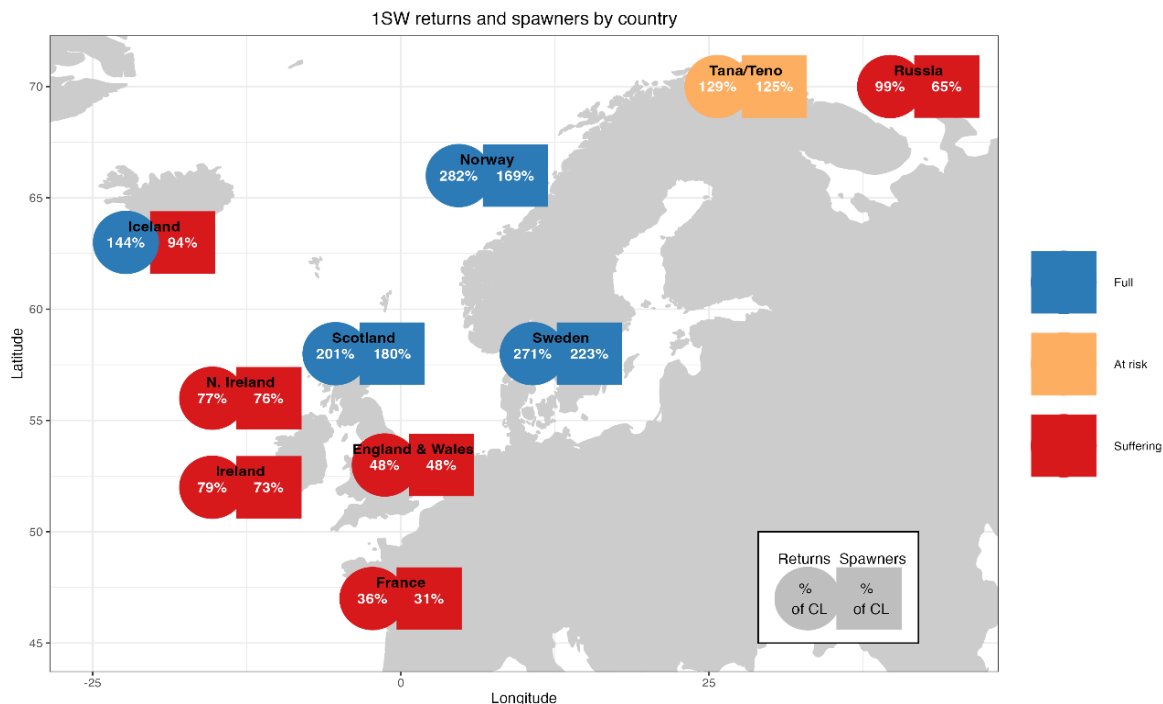 1SW returns and spawners by country
70
65
60
55
50
45
Latitude
-25
0
25
Longitude
Tana/Teno
129% 125%
Russia
99% 65%
Norway
282% 169%
Iceland
144% 94%
Scotland
201% 180%
Sweden
271% 223%
N. Ireland
77% 76%
England & Wales
48% 48%
Ireland
79% 73%
France
36% 31%
Returns Spawners
% %
of CL of CL
Full
At risk
Suffering